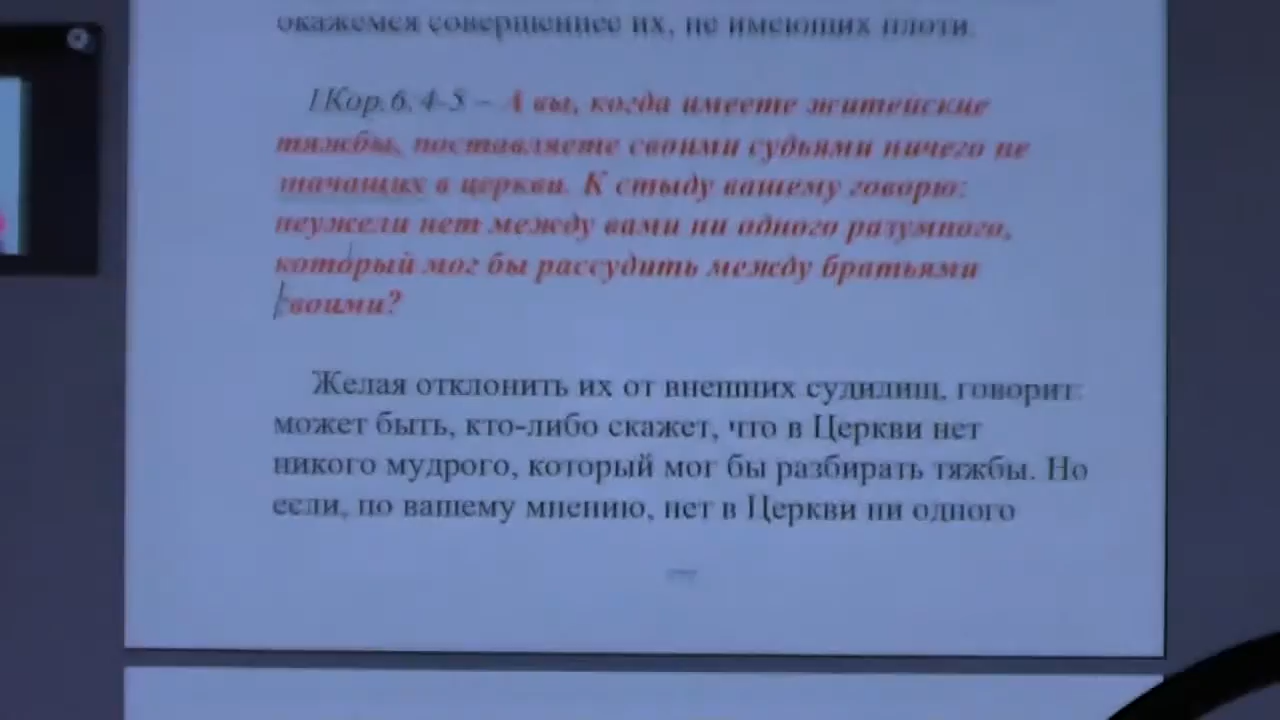 окажемся совершеннее их, не имеющих плоти.
1Кор.6,4-5 – А вы, когда имеете житейские
тяжбы, поставляете своими судьями ничего не
значащих в церкви. К стыду вашему говорю:
неужели нет между вами ни одного разумного,
который мог бы рассудить между братьями
своими?
Желая отклонить их от внешних судилищ, говорит:
может быть, кто-либо скажет, что в Церкви нет
никого мудрого, который мог бы разбирать тяжбы. Но
если, по вашему мнению, нет в Церкви ни одного